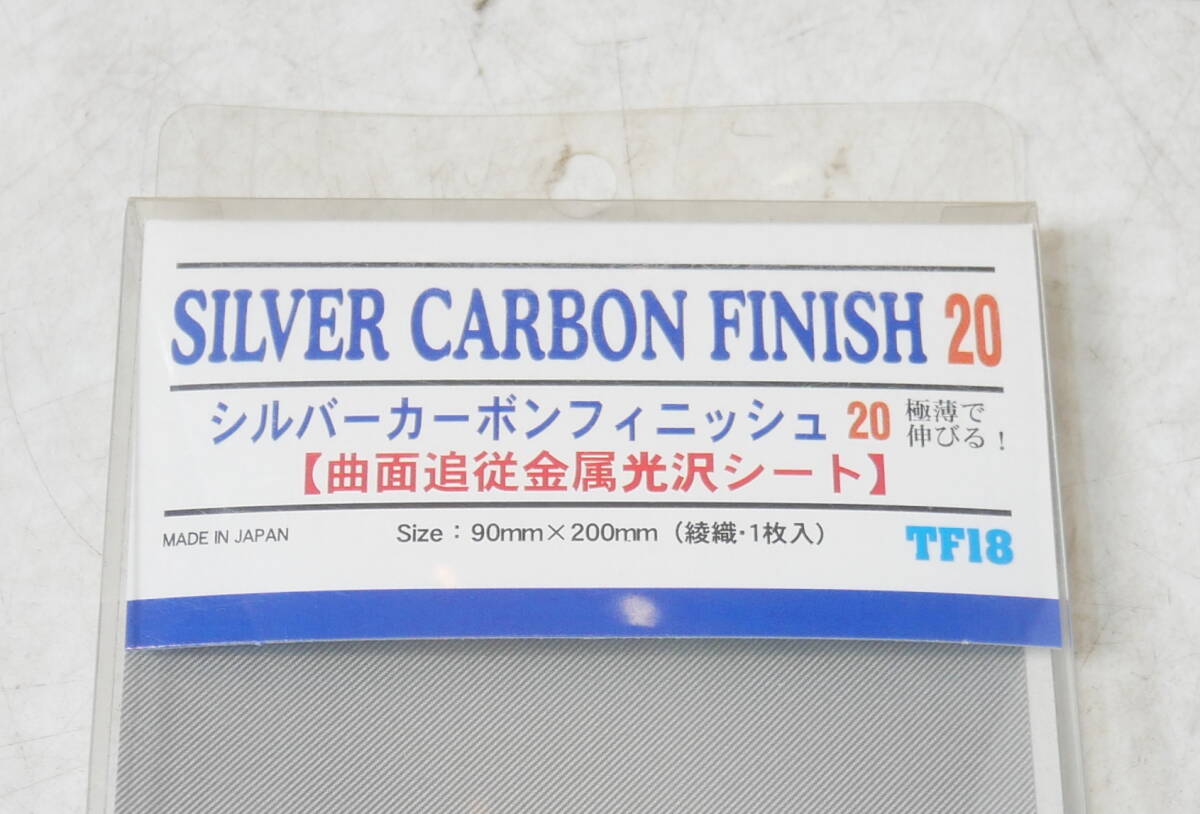 SILVER CARBON FINISH 20
シルバーカーボンフィニッシュ 20
極薄で
伸びる!
【曲面追従金属光沢シート】
MADE IN JAPAN
Size：90mm×200mm（綾織・1枚入）
TF18